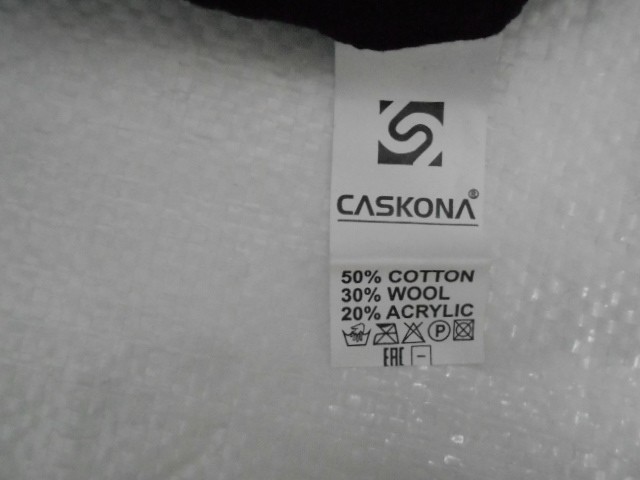 CASKONA®
50% COTTON
30% WOOL
20% ACRYLIC
P
EAC